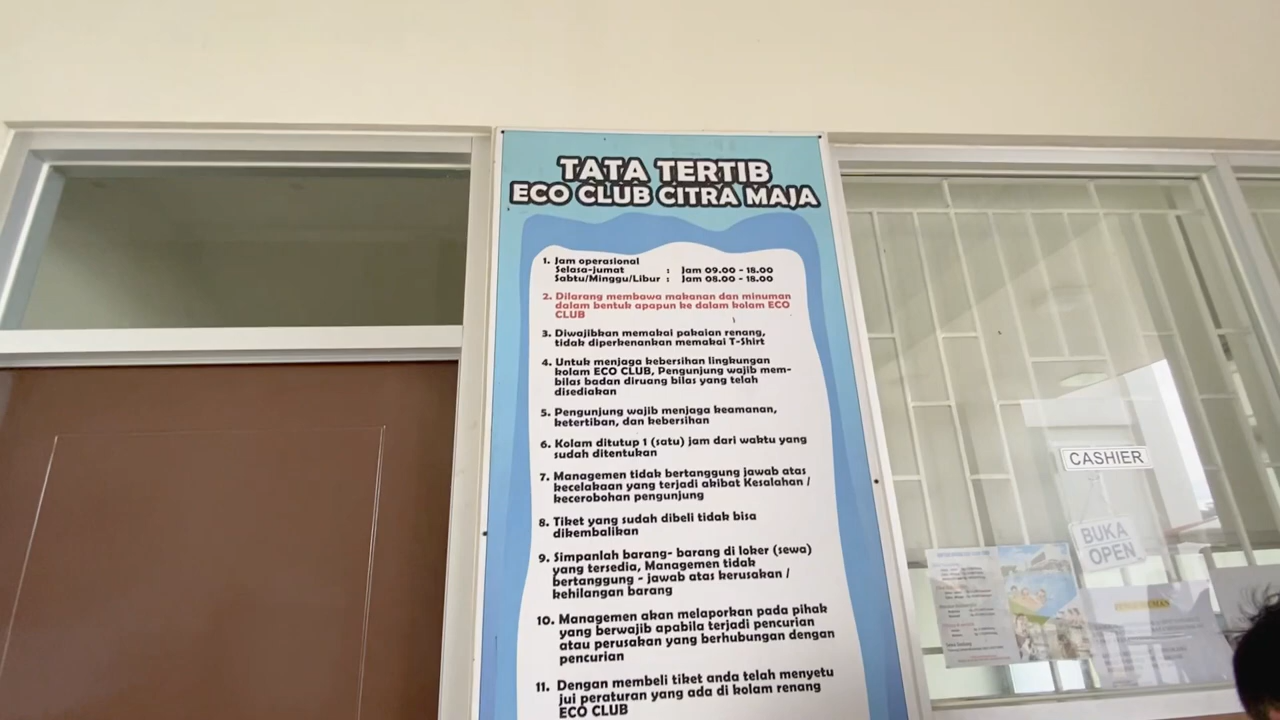 TATA TERTIB
ECO CLUB CITRA MAJA
1. Jam operasional
Selasa-jumat : Jam 09.00 - 18.00
Sabtu/Minggu/Libur : Jam 08.00 - 18.00
2. Dilarang membawa makanan dan minuman
dalam bentuk apapun ke dalam kolam ECO
CLUB
3. Diwajibkan memakai pakaian renang,
tidak diperkenankan memakai T-Shirt
4. Untuk menjaga kebersihan lingkungan
kolam ECO CLUB, Pengunjung wajib mem-
bilas badan diruang bilas yang telah
disediakan
5. Pengunjung wajib menjaga keamanan,
ketertiban, dan kebersihan
6. Kolam ditutup 1 (satu) jam dari waktu yang
sudah ditentukan
7. Managemen tidak bertanggung jawab atas
kecelakaan yang terjadi akibat Kesalahan /
kecerobohan pengunjung
8. Tiket yang sudah dibeli tidak bisa
dikembalikan
9. Simpanlah barang- barang di loker (sewa)
yang tersedia, Managemen tidak
bertanggung - jawab atas kerusakan /
kehilangan barang
10. Managemen akan melaporkan pada pihak
yang berwajib apabila terjadi pencurian
atau perusakan yang berhubungan dengan
pencurian
11. Dengan membeli tiket anda telah menyetu
jui peraturan yang ada di kolam renang
ECO CLUB
CASHIER
BUKA
OPEN
PENGUMUMAN